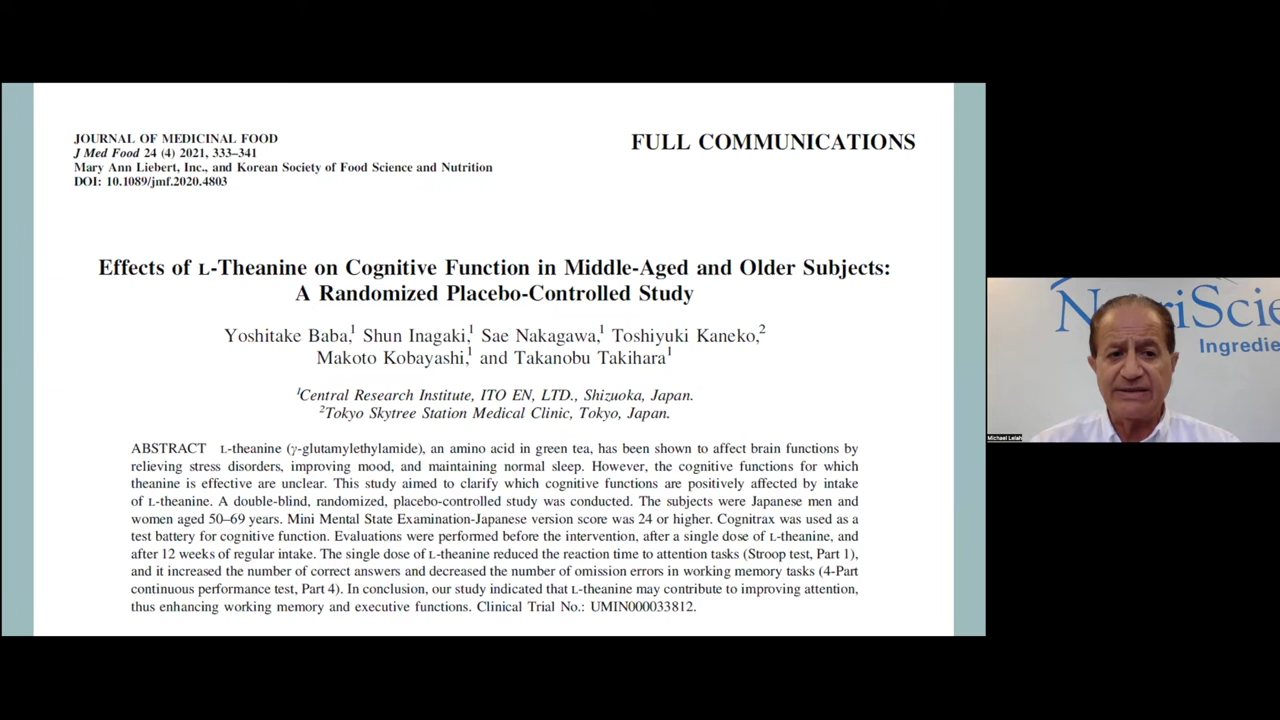 JOURNAL OF MEDICINAL FOOD
J Med Food 24 (4) 2021, 333–341
Mary Ann Liebert, Inc., and Korean Society of Food Science and Nutrition
DOI: 10.1089/jmf.2020.4803
FULL COMMUNICATIONS
Effects of L-Theanine on Cognitive Function in Middle-Aged and Older Subjects:
A Randomized Placebo-Controlled Study
Yoshitake Baba,1 Shun Inagaki,1 Sae Nakagawa,1 Toshiyuki Kaneko,2
Makoto Kobayashi,1 and Takanobu Takihara1
1Central Research Institute, ITO EN, LTD., Shizuoka, Japan.
2Tokyo Skytree Station Medical Clinic, Tokyo, Japan.
ABSTRACT L-theanine (γ-glutamylethylamide), an amino acid in green tea, has been shown to affect brain functions by
relieving stress disorders, improving mood, and maintaining normal sleep. However, the cognitive functions for which
theanine is effective are unclear. This study aimed to clarify which cognitive functions are positively affected by intake
of L-theanine. A double-blind, randomized, placebo-controlled study was conducted. The subjects were Japanese men and
women aged 50–69 years. Mini Mental State Examination-Japanese version score was 24 or higher. Cognitrax was used as a
test battery for cognitive function. Evaluations were performed before the intervention, after a single dose of L-theanine, and
after 12 weeks of regular intake. The single dose of L-theanine reduced the reaction time to attention tasks (Stroop test, Part 1),
and it increased the number of correct answers and decreased the number of omission errors in working memory tasks (4-Part
continuous performance test, Part 4). In conclusion, our study indicated that L-theanine may contribute to improving attention,
thus enhancing working memory and executive functions. Clinical Trial No.: UMIN000033812.
N riScie
Ingredie
Michael Lelah